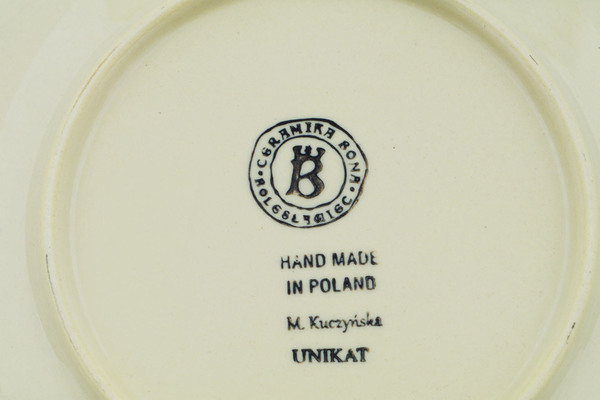 CERAMIKA BONA
BOLESŁAWIEC
B
HAND MADE
IN POLAND
M. Kuczyńska
UNIKAT